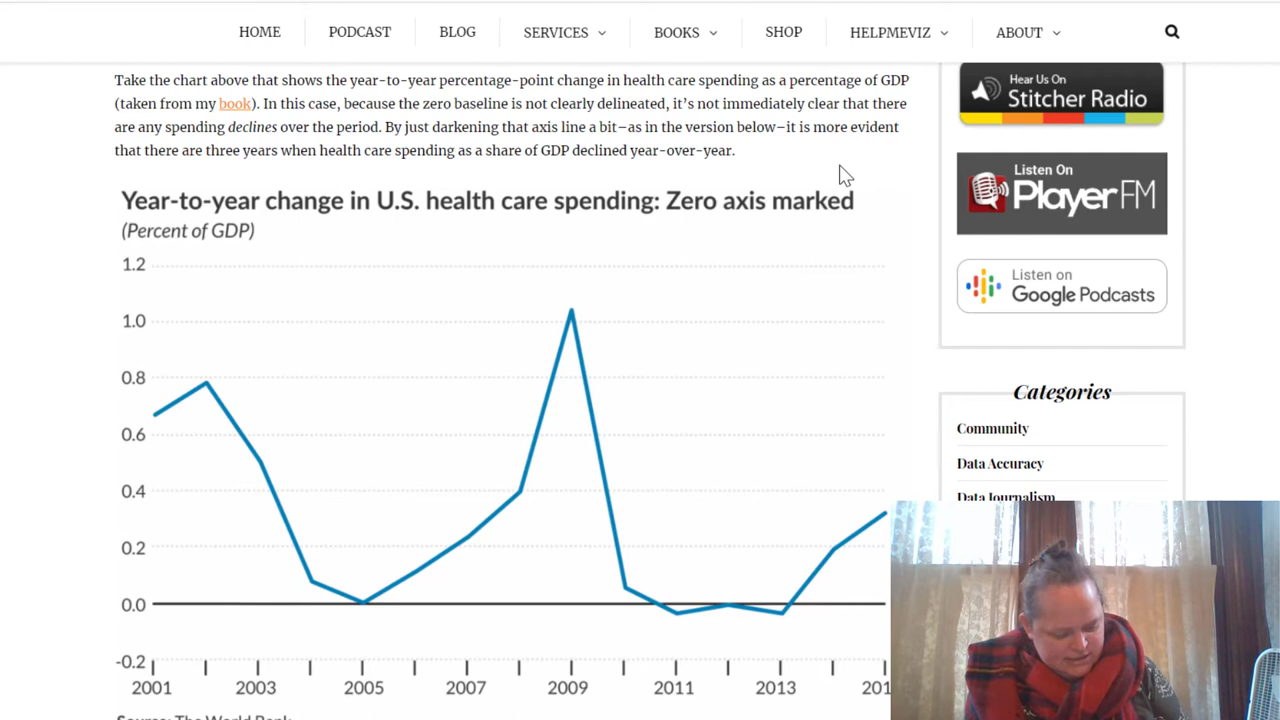 HOME PODCAST BLOG SERVICES BOOKS SHOP HELPMEVIZ ABOUT
Take the chart above that shows the year-to-year percentage-point change in health care spending as a percentage of GDP
(taken from my book). In this case, because the zero baseline is not clearly delineated, it's not immediately clear that there
are any spending declines over the period. By just darkening that axis line a bit–as in the version below–it is more evident
that there are three years when health care spending as a share of GDP declined year-over-year.
Year-to-year change in U.S. health care spending: Zero axis marked
(Percent of GDP)
1.2
1.0
0.8
0.6
0.4
0.2
0.0
-0.2
2001 2003 2005 2007 2009 2011 2013 201
Source: The World Bank
Hear Us On
Stitcher Radio
Listen On
Player FM
Listen on
Google Podcasts
Categories
Community
Data Accuracy
Data Journalism